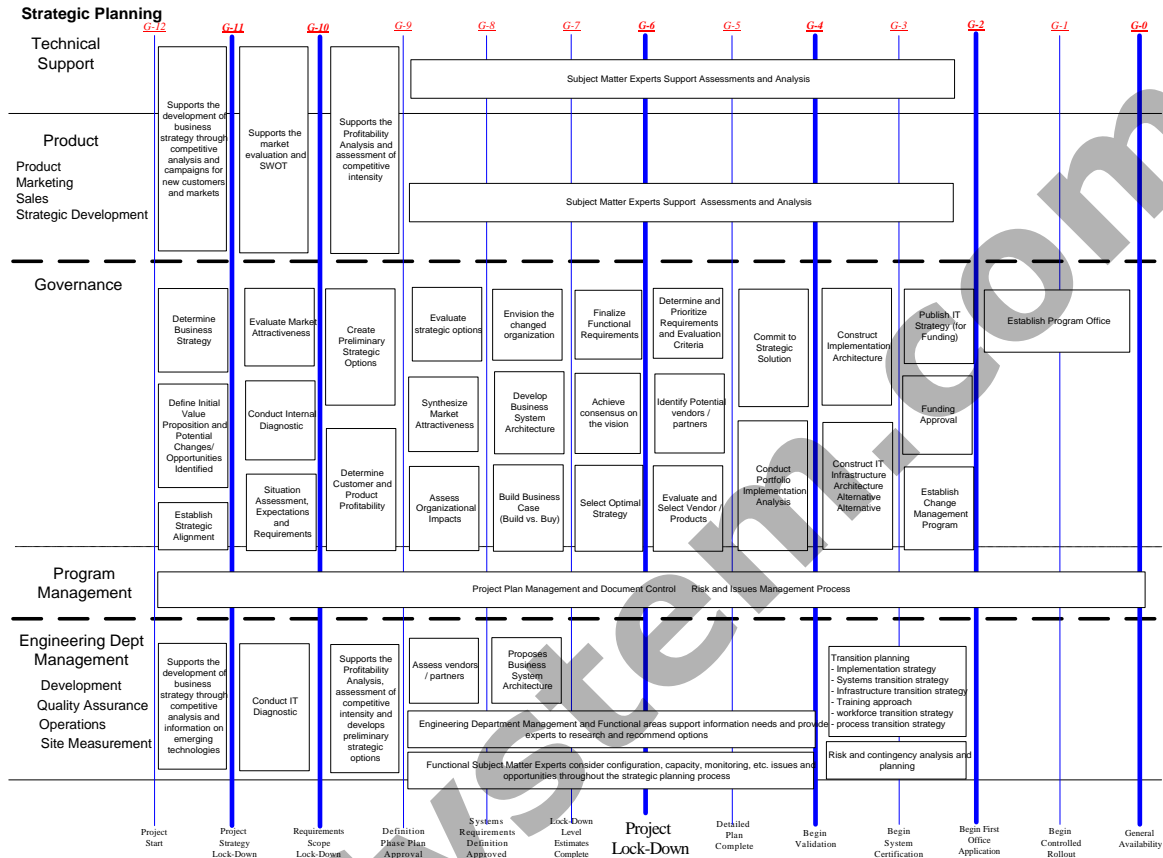 Strategic Planning
G-12
G-11
G-10
G-9
G-8
G-7
G-6
G-5
G-4
G-3
G-2
G-1
G-0
Technical
Support
Supports the
development of
business
strategy through
competitive
analysis and
campaigns for
new customers
and markets
Supports the
market
evaluation and
SWOT
Supports the
Profitability
Analysis and
assessment of
competitive
intensity
Subject Matter Experts Support Assessments and Analysis
Product
Product
Marketing
Sales
Strategic Development
Subject Matter Experts Support Assessments and Analysis
Governance
Determine
Business
Strategy
Define Initial
Value
Proposition and
Potential
Changes/
Opportunities
Identified
Establish
Strategic
Alignment
Evaluate Market
Attractiveness
Conduct Internal
Diagnostic
Situation
Assessment,
Expectations
and
Requirements
Create
Preliminary
Strategic
Options
Determine
Customer and
Product
Profitability
Evaluate
strategic options
Synthesize
Market
Attractiveness
Assess
Organizational
Impacts
Envision the
changed
organization
Develop
Business
System
Architecture
Build Business
Case
(Build vs. Buy)
Finalize
Functional
Requirements
Achieve
consensus on
the vision
Select Optimal
Strategy
Determine and
Prioritize
Requirements
and Evaluation
Criteria
Identify Potential
vendors /
partners
Evaluate and
Select Vendor /
Products
Commit to
Strategic
Solution
Conduct
Portfolio
Implementation
Analysis
Construct
Implementation
Architecture
Construct IT
Infrastructure
Architecture
Alternative
Alternative
Publish IT
Strategy (for
Funding)
Funding
Approval
Establish
Change
Management
Program
Establish Program Office
Program
Management
Project Plan Management and Document Control Risk and Issues Management Process
Engineering Dept
Management
Development
Quality Assurance
Operations
Site Measurement
Supports the
development of
business
strategy through
competitive
analysis and
information on
emerging
technologies
Conduct IT
Diagnostic
Supports the
Profitability
Analysis,
assessment of
competitive
intensity and
develops
preliminary
strategic
options
Assess vendors
/ partners
Proposes
Business
System
Architecture
Engineering Department Management and Functional areas support information needs and provide
experts to research and recommend options
Functional Subject Matter Experts consider configuration, capacity, monitoring, etc. issues and
opportunities throughout the strategic planning process
Transition planning
- Implementation strategy
- Systems transition strategy
- Infrastructure transition strategy
- Training approach
- workforce transition strategy
- process transition strategy
Risk and contingency analysis and
planning
Project
Start
Project
Strategy
Lock-Down
Requirements
Scope
Lock-Down
Definition
Phase Plan
Approval
Systems
Requirements
Definition
Approved
Lock-Down
Level
Estimates
Complete
Project
Lock-Down
Detailed
Plan
Complete
Begin
Validation
Begin
System
Certification
Begin First
Office
Application
Begin
Controlled
Rollout
General
Availability
ystem.com